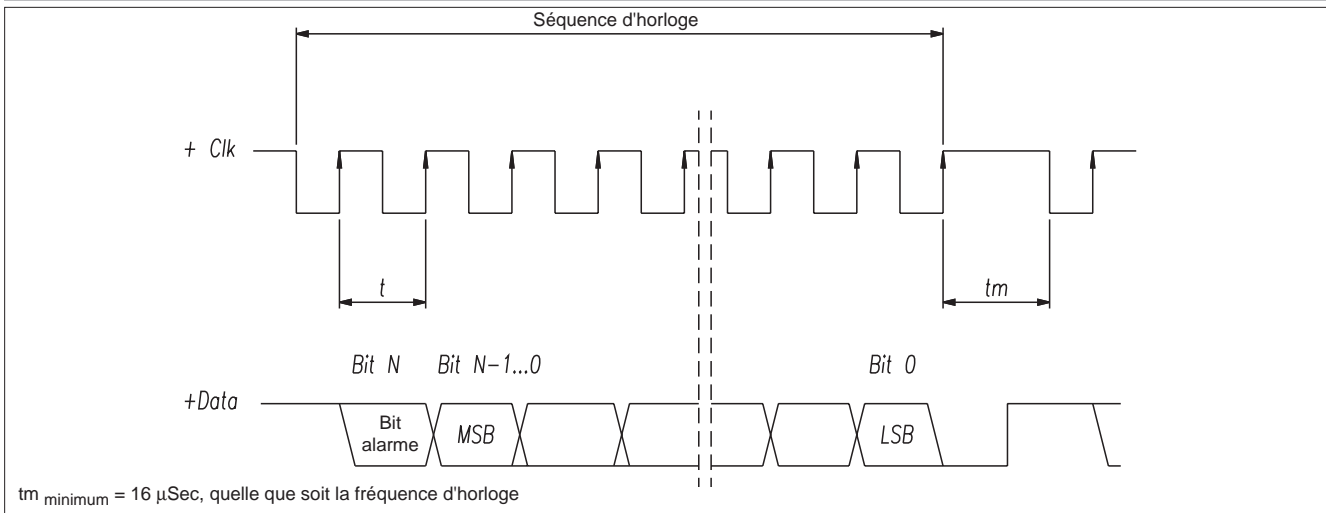 Séquence d'horloge
+ Clk
t
tm
Bit N Bit N-1...0 Bit 0
+Data
Bit
alarme
MSB
LSB
tm minimum = 16 µSec, quelle que soit la fréquence d'horloge